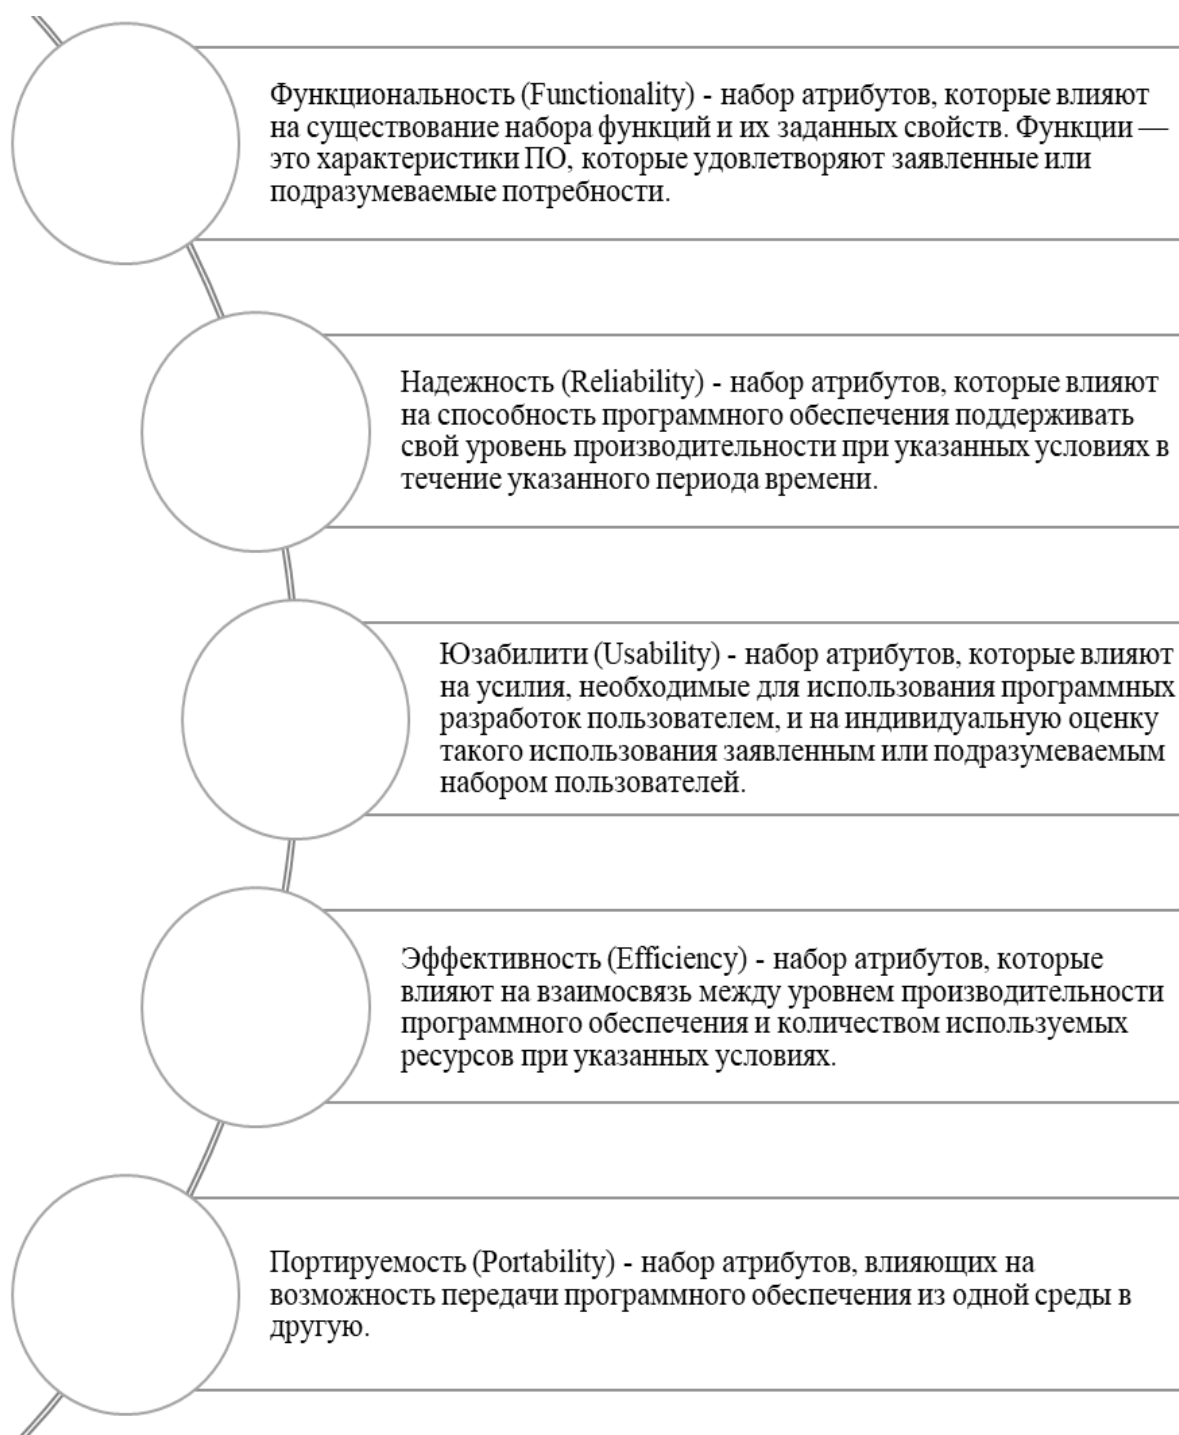 Функциональность (Functionality) - набор атрибутов, которые влияют
на существование набора функций и их заданных свойств. Функции —
это характеристики ПО, которые удовлетворяют заявленные или
подразумеваемые потребности.
Надежность (Reliability) - набор атрибутов, которые влияют
на способность программного обеспечения поддерживать
свой уровень производительности при указанных условиях в
течение указанного периода времени.
Юзабилити (Usability) - набор атрибутов, которые влияют
на усилия, необходимые для использования программных
разработок пользователем, и на индивидуальную оценку
такого использования заявленным или подразумеваемым
набором пользователей.
Эффективность (Efficiency) - набор атрибутов, которые
влияют на взаимосвязь между уровнем производительности
программного обеспечения и количеством используемых
ресурсов при указанных условиях.
Портируемость (Portability) - набор атрибутов, влияющих на
возможность передачи программного обеспечения из одной среды в
другую.